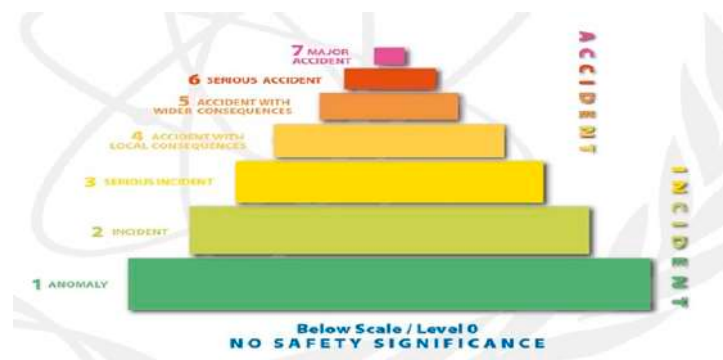 7 MAJOR
ACCIDENT
6 SERIOUS ACCIDENT
5 ACCIDENT WITH
WIDER CONSEQUENCES
4 ACCIDENT WITH
LOCAL CONSEQUENCES
3 SERIOUS INCIDENT
2 INCIDENT
1 ANOMALY
ACCIDENT
INCIDENT
Below Scale / Level 0
NO SAFETY SIGNIFICANCE